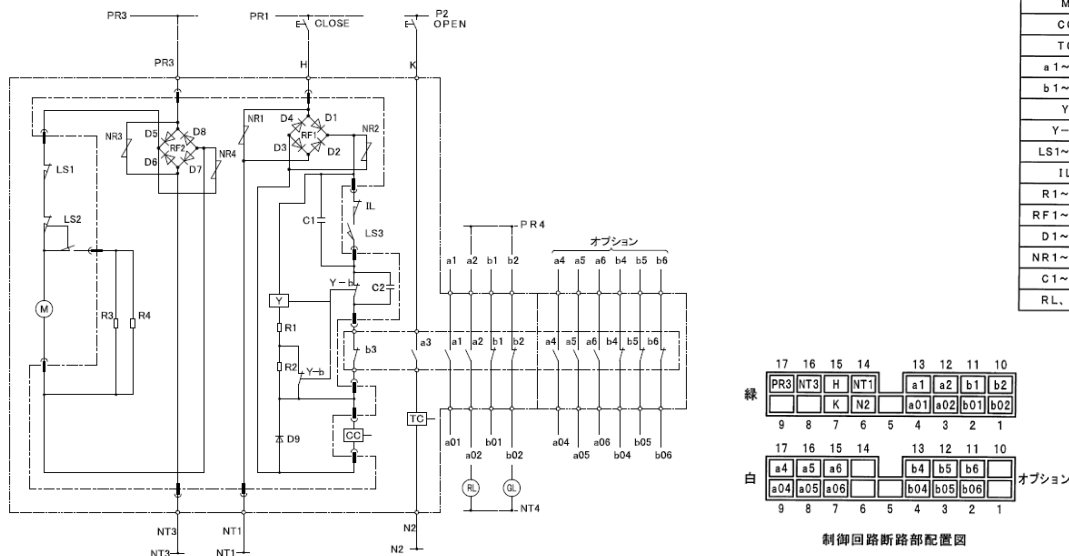 PR3 PR1 P2
CLOSE OPEN
PR3 H K
D5 D8 NR3 RF2 D6 D7 NR4
NR1 D4 D1 RF1 D3 D2 NR2
LS1
IL
C1
LS3
LS2
PR4
オプション
a1 a2 b1 b2 a4 a5 a6 b4 b5 b6
Y-b C2
Y
M R3 R4
R1
b3 a3 a1 a2 b1 b2 a4 a5 a6 b4 b5 b6
R2 Y-b
TC
D9 CC
a01 b01 a04 a06 b05
a02 b02 a05 b04 b06
RL GL
NT4
NT3 NT1 N2
NT3 NT1 N2
M
CC
TC
a1~
b1~
Y
Y-
LS1~
IL
R1~
RF1~
D1~
NR1~
C1~
RL、
17 16 15 14 13 12 11 10
緑
PR3 NT3 H NT1 a1 a2 b1 b2
K N2 a01 a02 b01 b02
9 8 7 6 5 4 3 2 1
17 16 15 14 13 12 11 10
白
a4 a5 a6 b4 b5 b6
オプション
a04 a05 a06 b04 b05 b06
9 8 7 6 5 4 3 2 1
制御回路断路部配置図